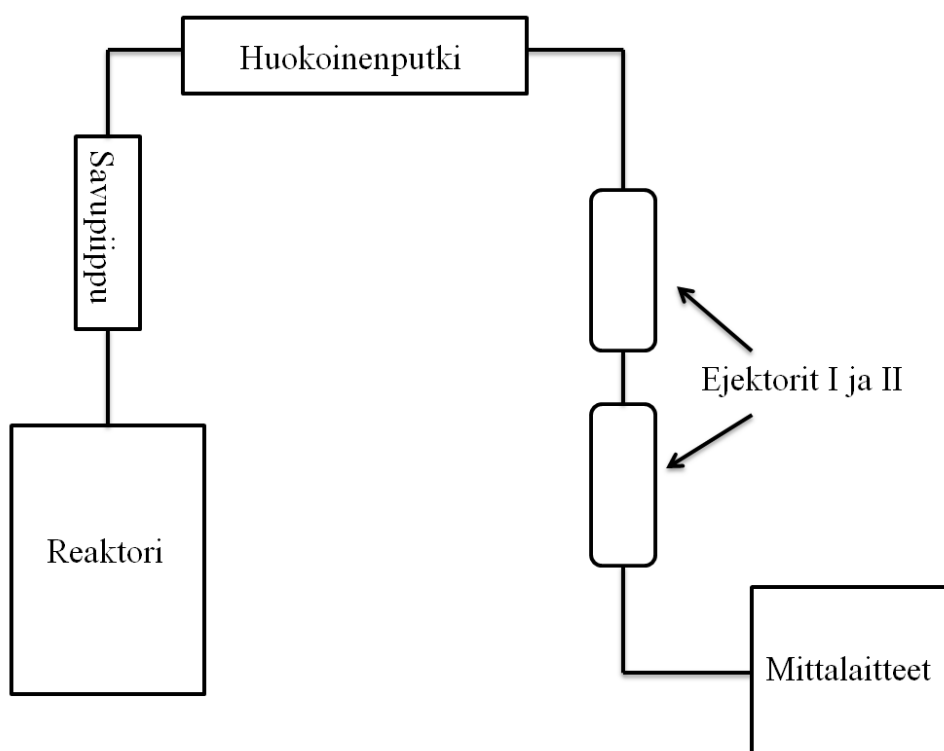 Huokoinenputki
Savupiippu
Ejektorit I ja II
Reaktori
Mittalaitteet